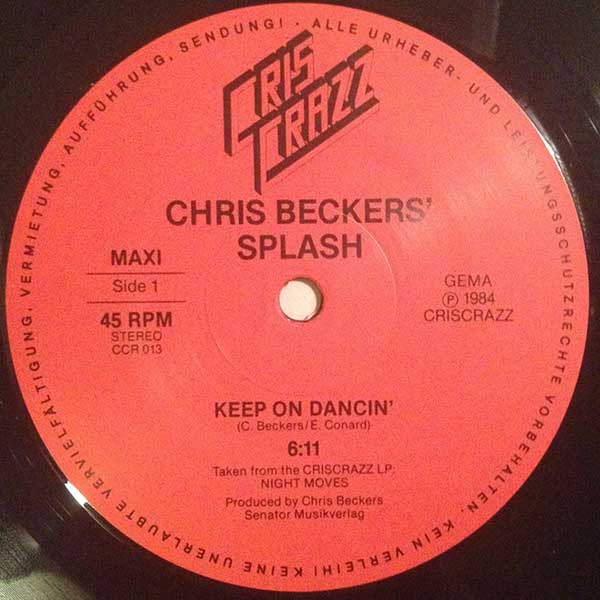 CRIS
CRAZZ
CHRIS BECKERS'
SPLASH
MAXI
Side 1
45 RPM
STEREO
CCR 013
GEMA
Ⓟ 1984
CRISCRAZZ
KEEP ON DANCIN'
(C. Beckers/E. Conard)
6:11
Taken from the CRISCRAZZ LP:
NIGHT MOVES
Produced by Chris Beckers
Senator Musikverlag
ALLE URHEBER- UND LEISTUNGSSCHUTZRECHTE VORBEHALTEN. KEIN VERLEIH! KEINE UNERLAUBTE VERVIELFÄLTIGUNG, VERMIETUNG, AUFFÜHRUNG, SENDUNG! •